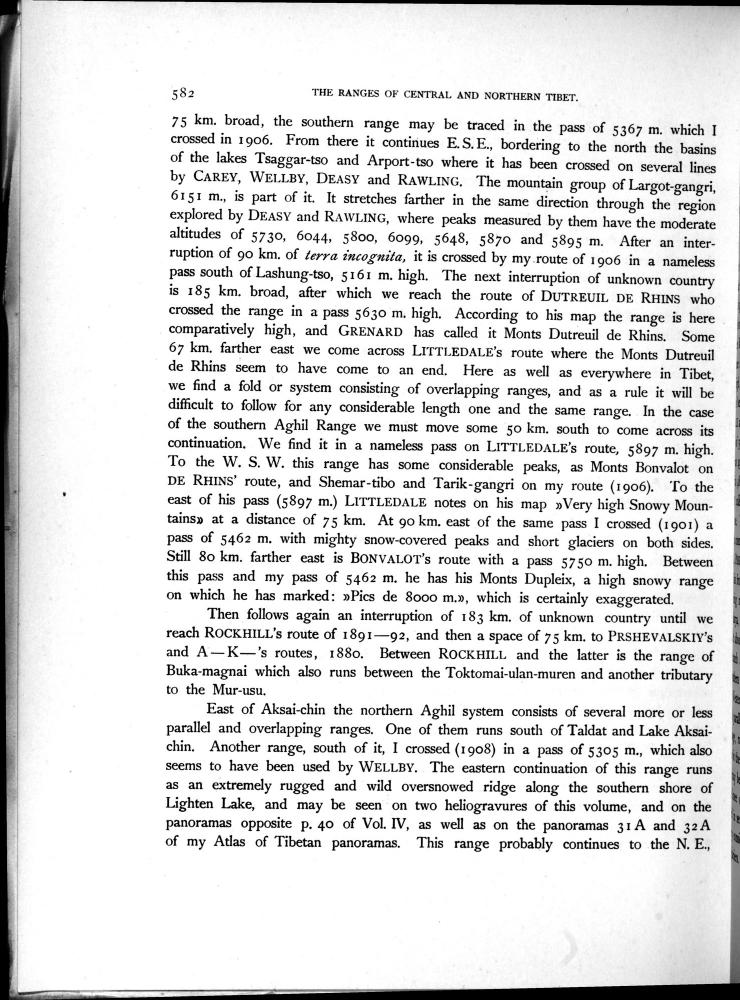 582 THE RANGES OF CENTRAL AND NORTHERN TIBET.
75 km. broad, the southern range may be traced in the pass of 5367 m. which I
crossed in 1906. From there it continues E. S. E., bordering to the north the basins
of the lakes Tsaggar-tso and Arport-tso where it has been crossed on several lines
by CAREY, WELLBY, DEASY and RAWLING. The mountain group of Largot-gangri,
6151 m., is part of it. It stretches farther in the same direction through the region
explored by DEASY and RAWLING, where peaks measured by them have the moderate
altitudes of 5730, 6044, 5800, 6099, 5648, 5870 and 5895 m. After an inter-
ruption of 90 km. of terra incognita, it is crossed by my route of 1906 in a nameless
pass south of Lashung-tso, 5161 m. high. The next interruption of unknown country
is 185 km. broad, after which we reach the route of DUTREUIL DE RHINS who
crossed the range in a pass 5630 m. high. According to his map the range is here
comparatively high, and GRENARD has called it Monts Dutreuil de Rhins. Some
67 km. farther east we come across LITTLEDALE's route where the Monts Dutreuil
de Rhins seem to have come to an end. Here as well as everywhere in Tibet,
we find a fold or system consisting of overlapping ranges, and as a rule it will be
difficult to follow for any considerable length one and the same range. In the case
of the southern Aghil Range we must move some 50 km. south to come across its
continuation. We find it in a nameless pass on LITTLEDALE's route, 5897 m. high.
To the W. S. W. this range has some considerable peaks, as Monts Bonvalot on
DE RHINS' route, and Shemar-tibo and Tarik-gangri on my route (1906). To the
east of his pass (5897 m.) LITTLEDALE notes on his map »Very high Snowy Moun-
tains» at a distance of 75 km. At 90 km. east of the same pass I crossed (1901) a
pass of 5462 m. with mighty snow-covered peaks and short glaciers on both sides.
Still 80 km. farther east is BONVALOT's route with a pass 5750 m. high. Between
this pass and my pass of 5462 m. he has his Monts Dupleix, a high snowy range
on which he has marked: »Pics de 8000 m.», which is certainly exaggerated.
Then follows again an interruption of 183 km. of unknown country until we
reach ROCKHILL's route of 1891—92, and then a space of 75 km. to PRSHEVALSKIY's
and A—K—'s routes, 1880. Between ROCKHILL and the latter is the range of
Buka-magnai which also runs between the Toktomai-ulan-muren and another tributary
to the Mur-usu.
East of Aksai-chin the northern Aghil system consists of several more or less
parallel and overlapping ranges. One of them runs south of Taldat and Lake Aksai-
chin. Another range, south of it, I crossed (1908) in a pass of 5305 m., which also
seems to have been used by WELLBY. The eastern continuation of this range runs
as an extremely rugged and wild oversnowed ridge along the southern shore of
Lighten Lake, and may be seen on two heliogravures of this volume, and on the
panoramas opposite p. 40 of Vol. IV, as well as on the panoramas 31 A and 32 A
of my Atlas of Tibetan panoramas. This range probably continues to the N. E.,